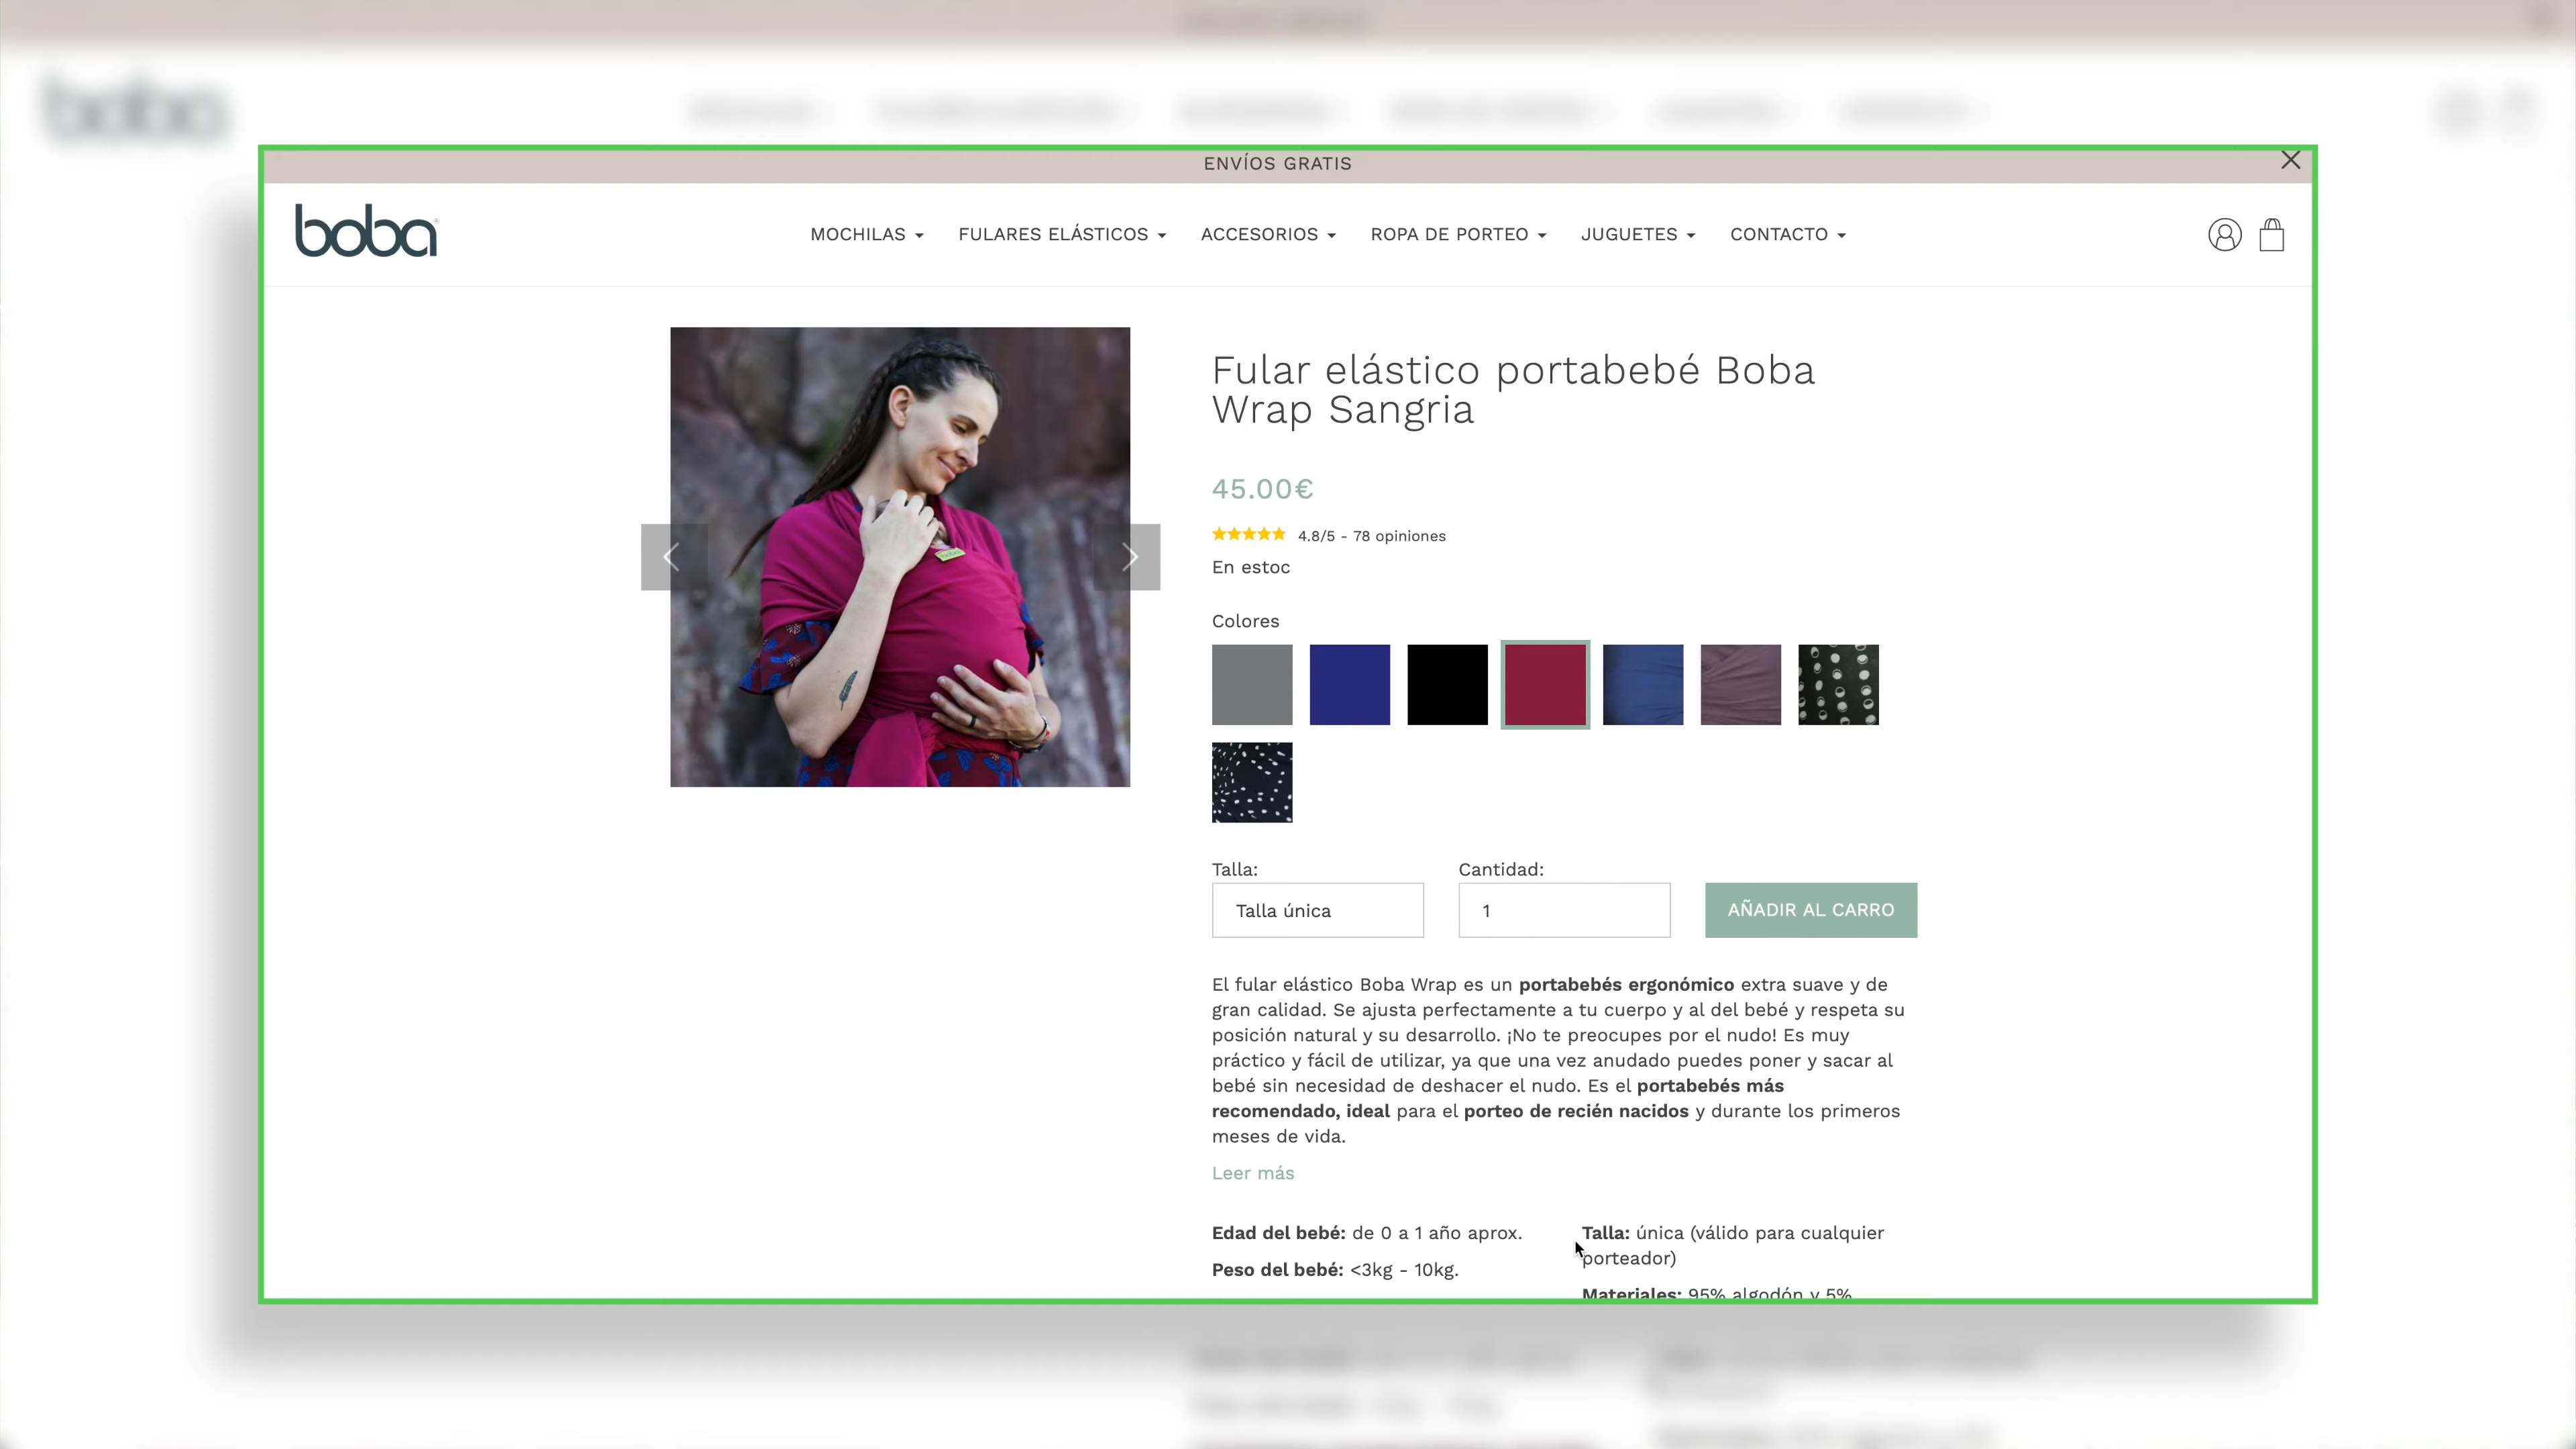 ENVÍOS GRATIS
boba
MOCHILAS
FULARES ELÁSTICOS
ACCESORIOS
ROPA DE PORTEO
JUGUETES
CONTACTO
Fular elástico portabebé Boba
Wrap Sangria
45.00€
4.8/5 - 78 opiniones
En estoc
Colores
Talla:
Cantidad:
Talla única
1
AÑADIR AL CARRO
El fular elástico Boba Wrap es un portabebés ergonómico extra suave y de
gran calidad. Se ajusta perfectamente a tu cuerpo y al del bebé y respeta su
posición natural y su desarrollo. ¡No te preocupes por el nudo! Es muy
práctico y fácil de utilizar, ya que una vez anudado puedes poner y sacar al
bebé sin necesidad de deshacer el nudo. Es el portabebés más
recomendado, ideal para el porteo de recién nacidos y durante los primeros
meses de vida.
Leer más
Edad del bebé: de 0 a 1 año aprox.
Peso del bebé: <3kg - 10kg.
Talla: única (válido para cualquier
porteador)
Materiales: 95% algodón y 5%